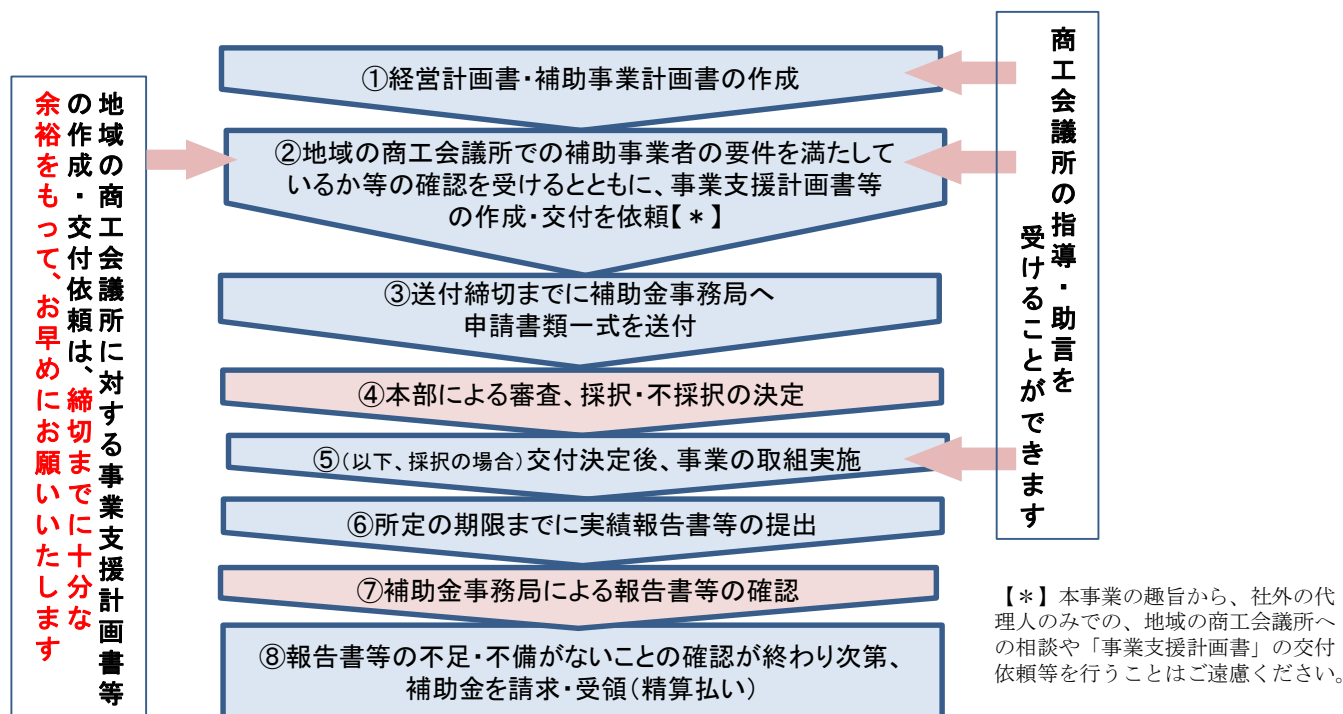 地域の商工会議所に対する事業支援計画書等
の作成・交付依頼は、締切までに十分な
余裕をもって、お早めにお願いいたします
①経営計画書・補助事業計画書の作成
②地域の商工会議所での補助事業者の要件を満たして
いるか等の確認を受けるとともに、事業支援計画書等
の作成・交付を依頼【＊】
③送付締切までに補助金事務局へ
申請書類一式を送付
④本部による審査、採択・不採択の決定
⑤(以下、採択の場合)交付決定後、事業の取組実施
⑥所定の期限までに実績報告書等の提出
⑦補助金事務局による報告書等の確認
⑧報告書等の不足・不備がないことの確認が終わり次第、
補助金を請求・受領(精算払い)
商工会議所の指導・助言を
受けることができます
【＊】本事業の趣旨から、社外の代
理人のみでの、地域の商工会議所へ
の相談や「事業支援計画書」の交付
依頼等を行うことはご遠慮ください。